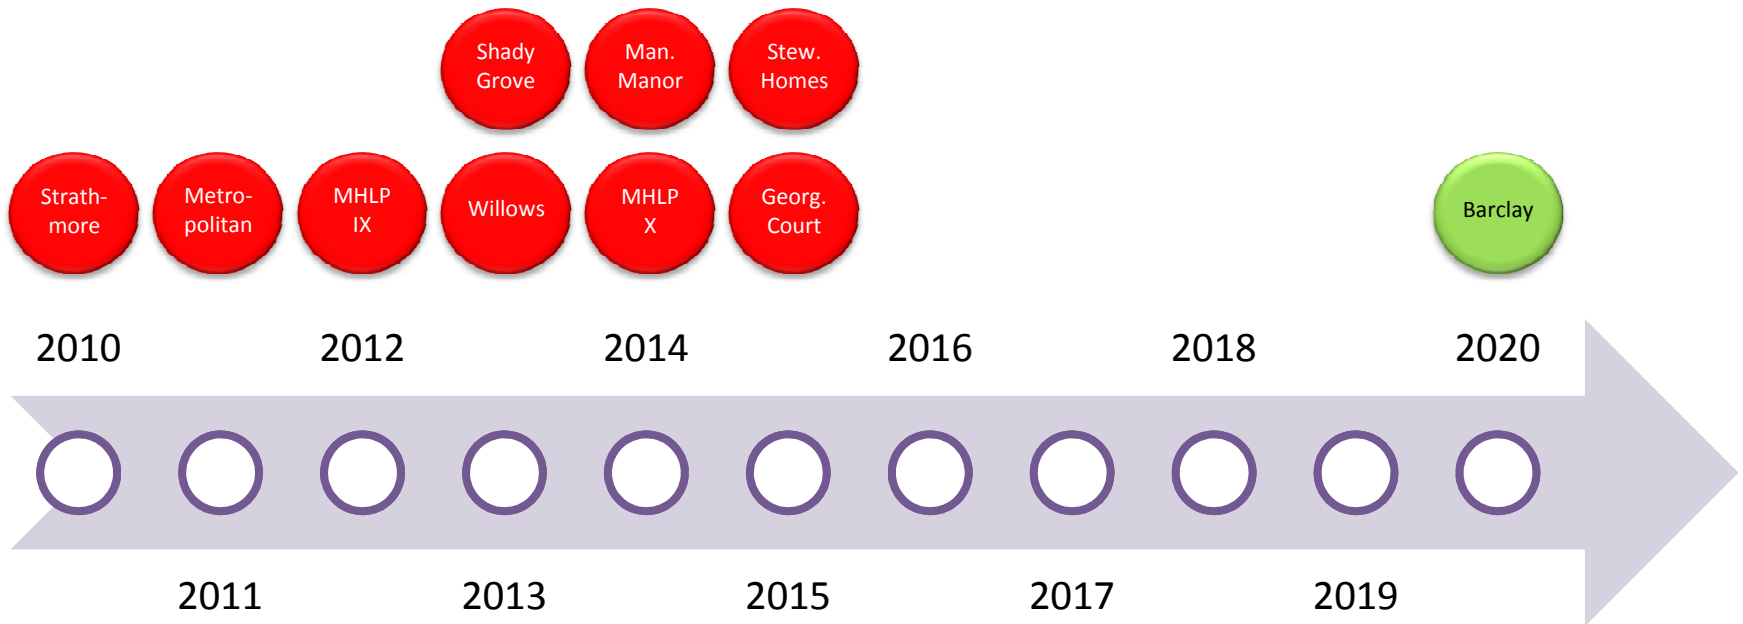 Shady
Grove
Man.
Manor
Stew.
Homes
Strath-
more
Metro-
politan
MHLP
IX
Willows
MHLP
X
Georg.
Court
Barclay
2010
2012
2014
2016
2018
2020
2011
2013
2015
2017
2019